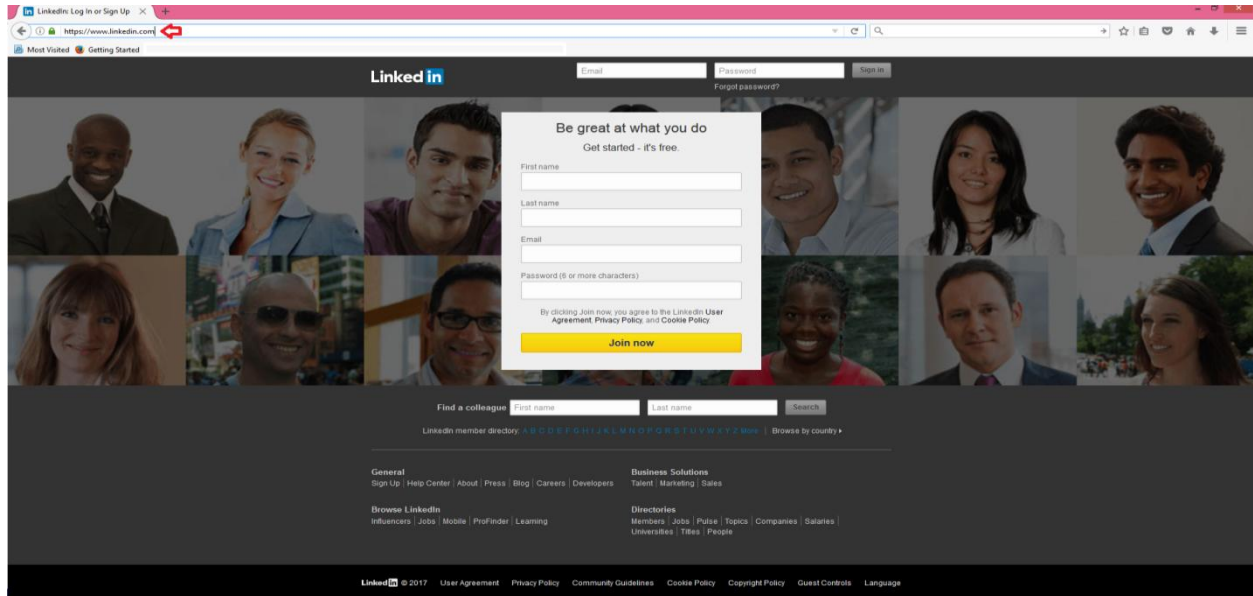 LinkedIn: Log In or Sign Up
https://www.linkedin.com
Most Visited Getting Started
Linked in
Email Password Sign in
Forgot password?
Be great at what you do
Get started - it's free.
First name
Last name
Email
Password (6 or more characters)
By clicking Join now, you agree to the LinkedIn User
Agreement, Privacy Policy, and Cookie Policy.
Join now
Find a colleague First name Last name Search
LinkedIn member directory: A B C D E F G H I J K L M N O P Q R S T U V W X Y Z More | Browse by country
General
Sign Up | Help Center | About | Press | Blog | Careers | Developers
Business Solutions
Talent | Marketing | Sales
Browse LinkedIn
Influencers | Jobs | Mobile | ProFinder | Learning
Directories
Members | Jobs | Pulse | Topics | Companies | Salaries |
Universities | Titles | People
Linked in © 2017 User Agreement Privacy Policy Community Guidelines Cookie Policy Copyright Policy Guest Controls Language